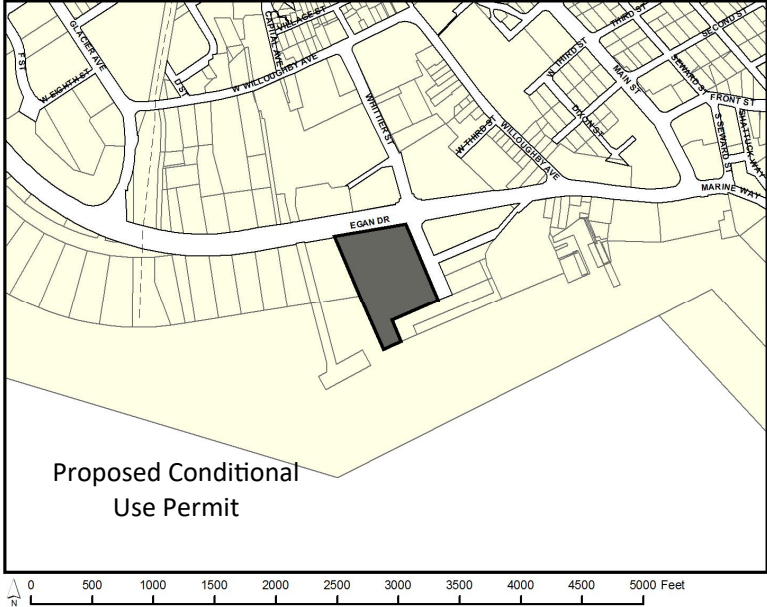 F ST
GLACIER AVE
W EIGHTH ST
D ST
CAPITAL AVE
VILLAGE ST
W WILLOUGHBY AVE
WHITTIER ST
W THIRD ST
WILLOUGHBY AVE
W THIRD ST
DIXON ST
MAIN ST
THIRD ST
SECOND ST
SEWARD ST
FRONT ST
S SEWARD ST
SHATTUCK WAY
MARINE WAY
EGAN DR
Proposed Conditional
Use Permit
N
0 500 1000 1500 2000 2500 3000 3500 4000 4500 5000 Feet